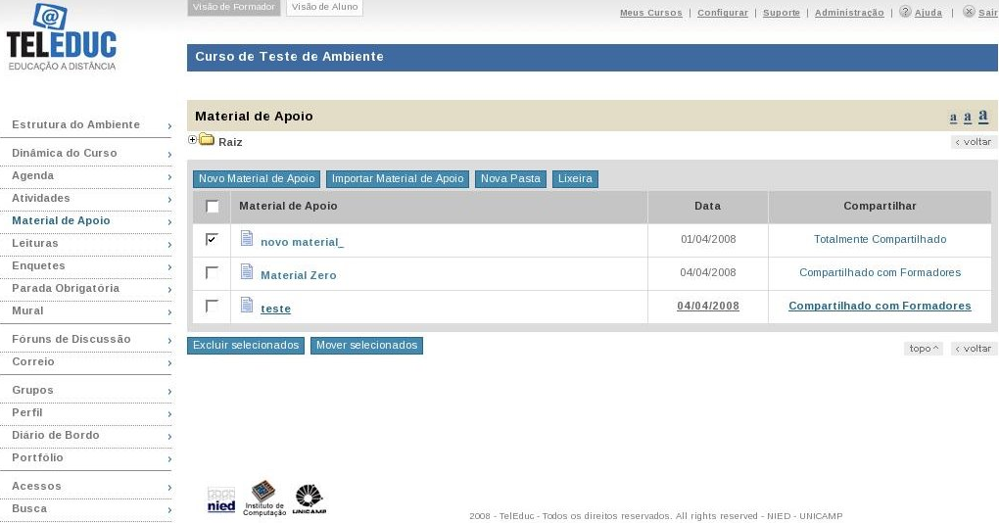 Visão de Formador Visão de Aluno
Meus Cursos | Configurar | Suporte | Administração | ? Ajuda | Sair
TELEDUC
EDUCAÇÃO A DISTÂNCIA
Curso de Teste de Ambiente
Material de Apoio a a a
Raiz
< voltar
Estrutura do Ambiente
Dinâmica do Curso
Agenda
Atividades
Material de Apoio
Leituras
Enquetes
Parada Obrigatória
Mural
Fóruns de Discussão
Correio
Grupos
Perfil
Diário de Bordo
Portfólio
Acessos
Busca
Novo Material de Apoio Importar Material de Apoio Nova Pasta Lixeira
Material de Apoio Data Compartilhar
novo material_ 01/04/2008 Totalmente Compartilhado
Material Zero 04/04/2008 Compartilhado com Formadores
teste 04/04/2008 Compartilhado com Formadores
Excluir selecionados Mover selecionados
topo ^ < voltar
nied
Instituto de
Computação
UNICAMP
2008 - TelEduc - Todos os direitos reservados. All rights reserved - NIED - UNICAMP